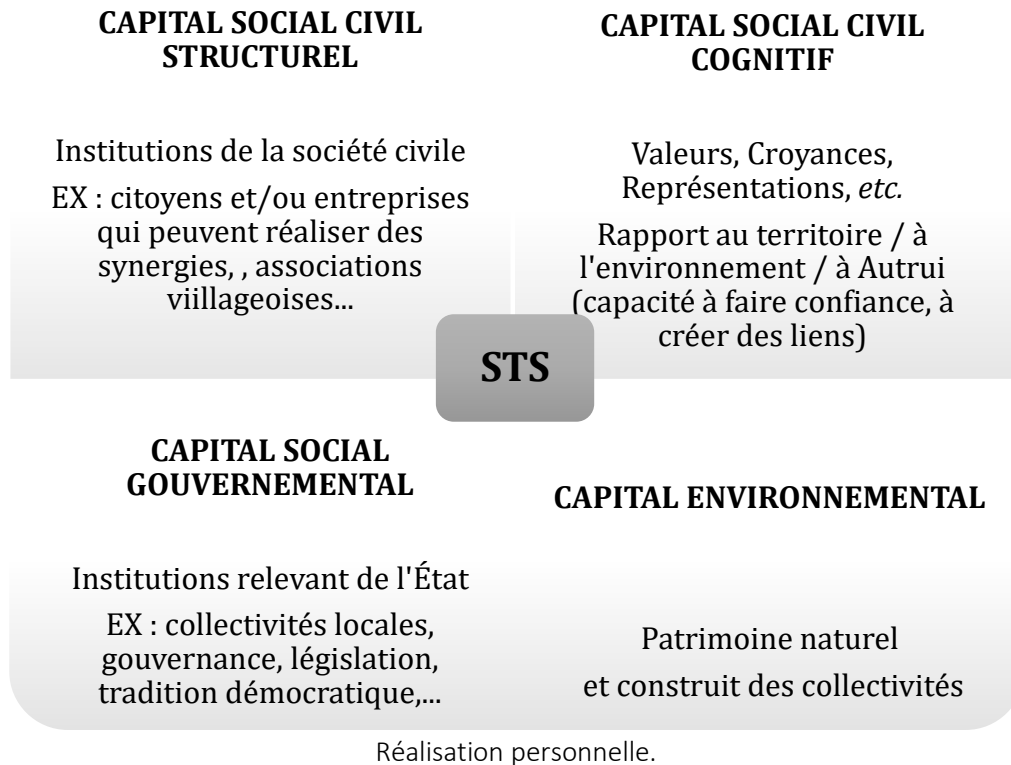 CAPITAL SOCIAL CIVIL
STRUCTUREL
Institutions de la société civile
EX : citoyens et/ou entreprises
qui peuvent réaliser des
synergies, , associations
viillageoises...
CAPITAL SOCIAL CIVIL
COGNITIF
Valeurs, Croyances,
Représentations, etc.
Rapport au territoire / à
l'environnement / à Autrui
(capacité à faire confiance, à
créer des liens)
STS
CAPITAL SOCIAL
GOUVERNEMENTAL
Institutions relevant de l'État
EX : collectivités locales,
gouvernance, législation,
tradition démocratique,...
CAPITAL ENVIRONNEMENTAL
Patrimoine naturel
et construit des collectivités
Réalisation personnelle.